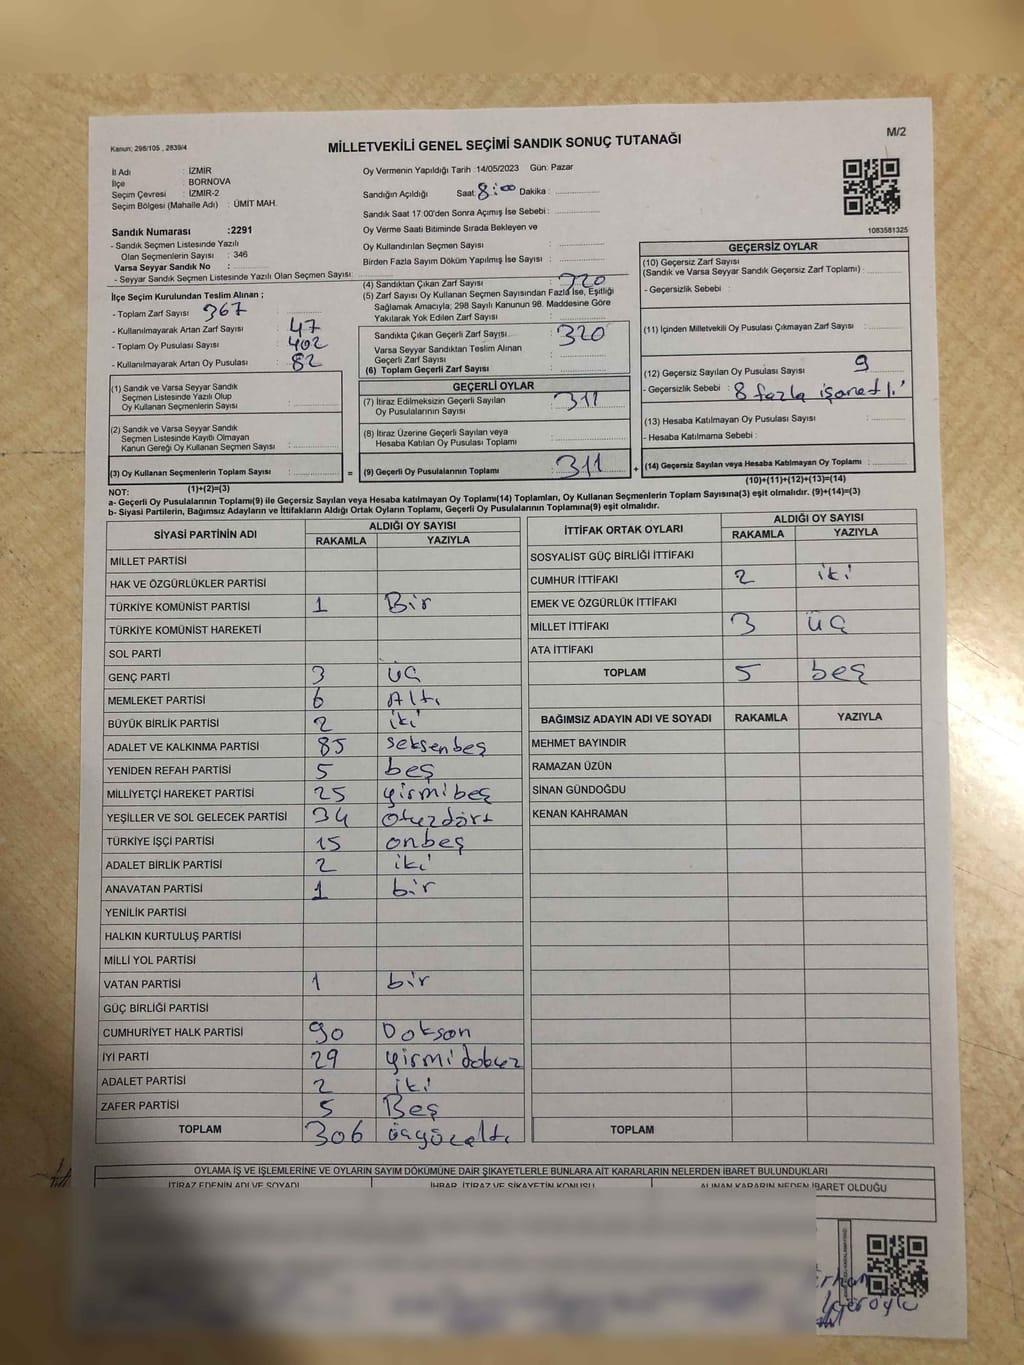 M/2
Kanun; 298/105 , 2839/4
MİLLETVEKİLİ GENEL SEÇİMİ SANDIK SONUÇ TUTANAĞI
İl Adı : İZMİR
İlçe : BORNOVA
Seçim Çevresi : İZMİR-2
Seçim Bölgesi (Mahalle Adı) : ÜMİT MAH.
Sandık Numarası :2291
- Sandık Seçmen Listesinde Yazılı
Olan Seçmenlerin Sayısı : 346
Varsa Seyyar Sandık No :
- Seyyar Sandık Seçmen Listesinde Yazılı Olan Seçmen Sayısı:
Oy Vermenin Yapıldığı Tarih :14/05/2023 Gün: Pazar
Sandığın Açıldığı Saat: 8:00 Dakika :
Sandık Saat 17:00'den Sonra Açımış İse Sebebi :
Oy Verme Saati Bitiminde Sırada Bekleyen ve
Oy Kullandırılan Seçmen Sayısı :
Birden Fazla Sayım Döküm Yapılmış İse Sayısı :
1083581325
İlçe Seçim Kurulundan Teslim Alınan ;
- Toplam Zarf Sayısı : 367
- Kullanılmayarak Artan Zarf Sayısı : 47
- Toplam Oy Pusulası Sayısı : 402
- Kullanılmayarak Artan Oy Pusulası : 82
(1) Sandık ve Varsa Seyyar Sandık
Seçmen Listesinde Yazılı Olup
Oy Kullanan Seçmenlerin Sayısı :
(2) Sandık ve Varsa Seyyar Sandık
Seçmen Listesinde Kayıtlı Olmayan
Kanun Gereği Oy Kullanan Seçmen Sayısı :
(3) Oy Kullanan Seçmenlerin Toplam Sayısı : =
(1)+(2)=(3)
(4) Sandıktan Çıkan Zarf Sayısı : 320
(5) Zarf Sayısı Oy Kullanan Seçmen Sayısından Fazla İse, Eşitliği
Sağlamak Amacıyla; 298 Sayılı Kanunun 98. Maddesine Göre
Yakılarak Yok Edilen Zarf Sayısı :
Sandıkta Çıkan Geçerli Zarf Sayısı : 320
Varsa Seyyar Sandıktan Teslim Alınan
Geçerli Zarf Sayısı :
(6) Toplam Geçerli Zarf Sayısı :
GEÇERLİ OYLAR
(7) İtiraz Edilmeksizin Geçerli Sayılan
Oy Pusulalarının Sayısı : 311
(8) İtiraz Üzerine Geçerli Sayılan veya
Hesaba Katılan Oy Pusulası Toplamı :
(9) Geçerli Oy Pusulalarının Toplamı : 311 +
GEÇERSİZ OYLAR
(10) Geçersiz Zarf Sayısı
(Sandık ve Varsa Seyyar Sandık Geçersiz Zarf Toplamı) :
- Geçersizlik Sebebi :
(11) İçinden Milletvekili Oy Pusulası Çıkmayan Zarf Sayısı :
(12) Geçersiz Sayılan Oy Pusulası Sayısı : 9
- Geçersizlik Sebebi : 8 fazla işaretli
(13) Hesaba Katılmayan Oy Pusulası Sayısı :
- Hesaba Katılmama Sebebi :
(14) Geçersiz Sayılan veya Hesaba Katılmayan Oy Toplamı :
(10)+(11)+(12)+(13)=(14)
NOT:
a- Geçerli Oy Pusulalarının Toplamı(9) ile Geçersiz Sayılan veya Hesaba katılmayan Oy Toplamı(14) Toplamları, Oy Kullanan Seçmenlerin Toplam Sayısına(3) eşit olmalıdır. (9)+(14)=(3)
b- Siyasi Partilerin, Bağımsız Adayların ve İttifakların Aldığı Ortak Oyların Toplamı, Geçerli Oy Pusulalarının Toplamına(9) eşit olmalıdır.
SİYASİ PARTİNİN ADI ALDIĞI OY SAYISI
RAKAMLA YAZIYLA
MİLLET PARTİSİ
HAK VE ÖZGÜRLÜKLER PARTİSİ
TÜRKİYE KOMÜNİST PARTİSİ 1 Bir
TÜRKİYE KOMÜNİST HAREKETİ
SOL PARTİ
GENÇ PARTİ 3 üç
MEMLEKET PARTİSİ 6 Altı
BÜYÜK BİRLİK PARTİSİ 2 iki
ADALET VE KALKINMA PARTİSİ 85 seksenbeş
YENİDEN REFAH PARTİSİ 5 beş
MİLLİYETÇİ HAREKET PARTİSİ 25 yirmibeş
YEŞİLLER VE SOL GELECEK PARTİSİ 34 Otuzdört
TÜRKİYE İŞÇİ PARTİSİ 15 onbeş
ADALET BİRLİK PARTİSİ 2 iki
ANAVATAN PARTİSİ 1 bir
YENİLİK PARTİSİ
HALKIN KURTULUŞ PARTİSİ
MİLLİ YOL PARTİSİ
VATAN PARTİSİ 1 bir
GÜÇ BİRLİĞİ PARTİSİ
CUMHURİYET HALK PARTİSİ 90 Doksan
İYİ PARTİ 29 yirmidokuz
ADALET PARTİSİ 2 iki
ZAFER PARTİSİ 5 Beş
TOPLAM 306 üçyüzaltı
İTTİFAK ORTAK OYLARI ALDIĞI OY SAYISI
RAKAMLA YAZIYLA
SOSYALİST GÜÇ BİRLİĞİ İTTİFAKI
CUMHUR İTTİFAKI 2 iki
EMEK VE ÖZGÜRLÜK İTTİFAKI
MİLLET İTTİFAKI 3 üç
ATA İTTİFAKI
TOPLAM 5 beş
BAĞIMSIZ ADAYIN ADI VE SOYADI RAKAMLA YAZIYLA
MEHMET BAYINDIR
RAMAZAN ÜZÜN
SİNAN GÜNDOĞDU
KENAN KAHRAMAN
TOPLAM
OYLAMA İŞ VE İŞLEMLERİNE VE OYLARIN SAYIM DÖKÜMÜNE DAİR ŞİKAYETLERLE BUNLARA AİT KARARLARIN NELERDEN İBARET BULUNDUKLARI
İTİRAZ EDENİN ADI VE SOYADI İHBAR, İTİRAZ VE ŞİKAYETİN KONUSU ALINAN KARARIN NEDEN İBARET OLDUĞU